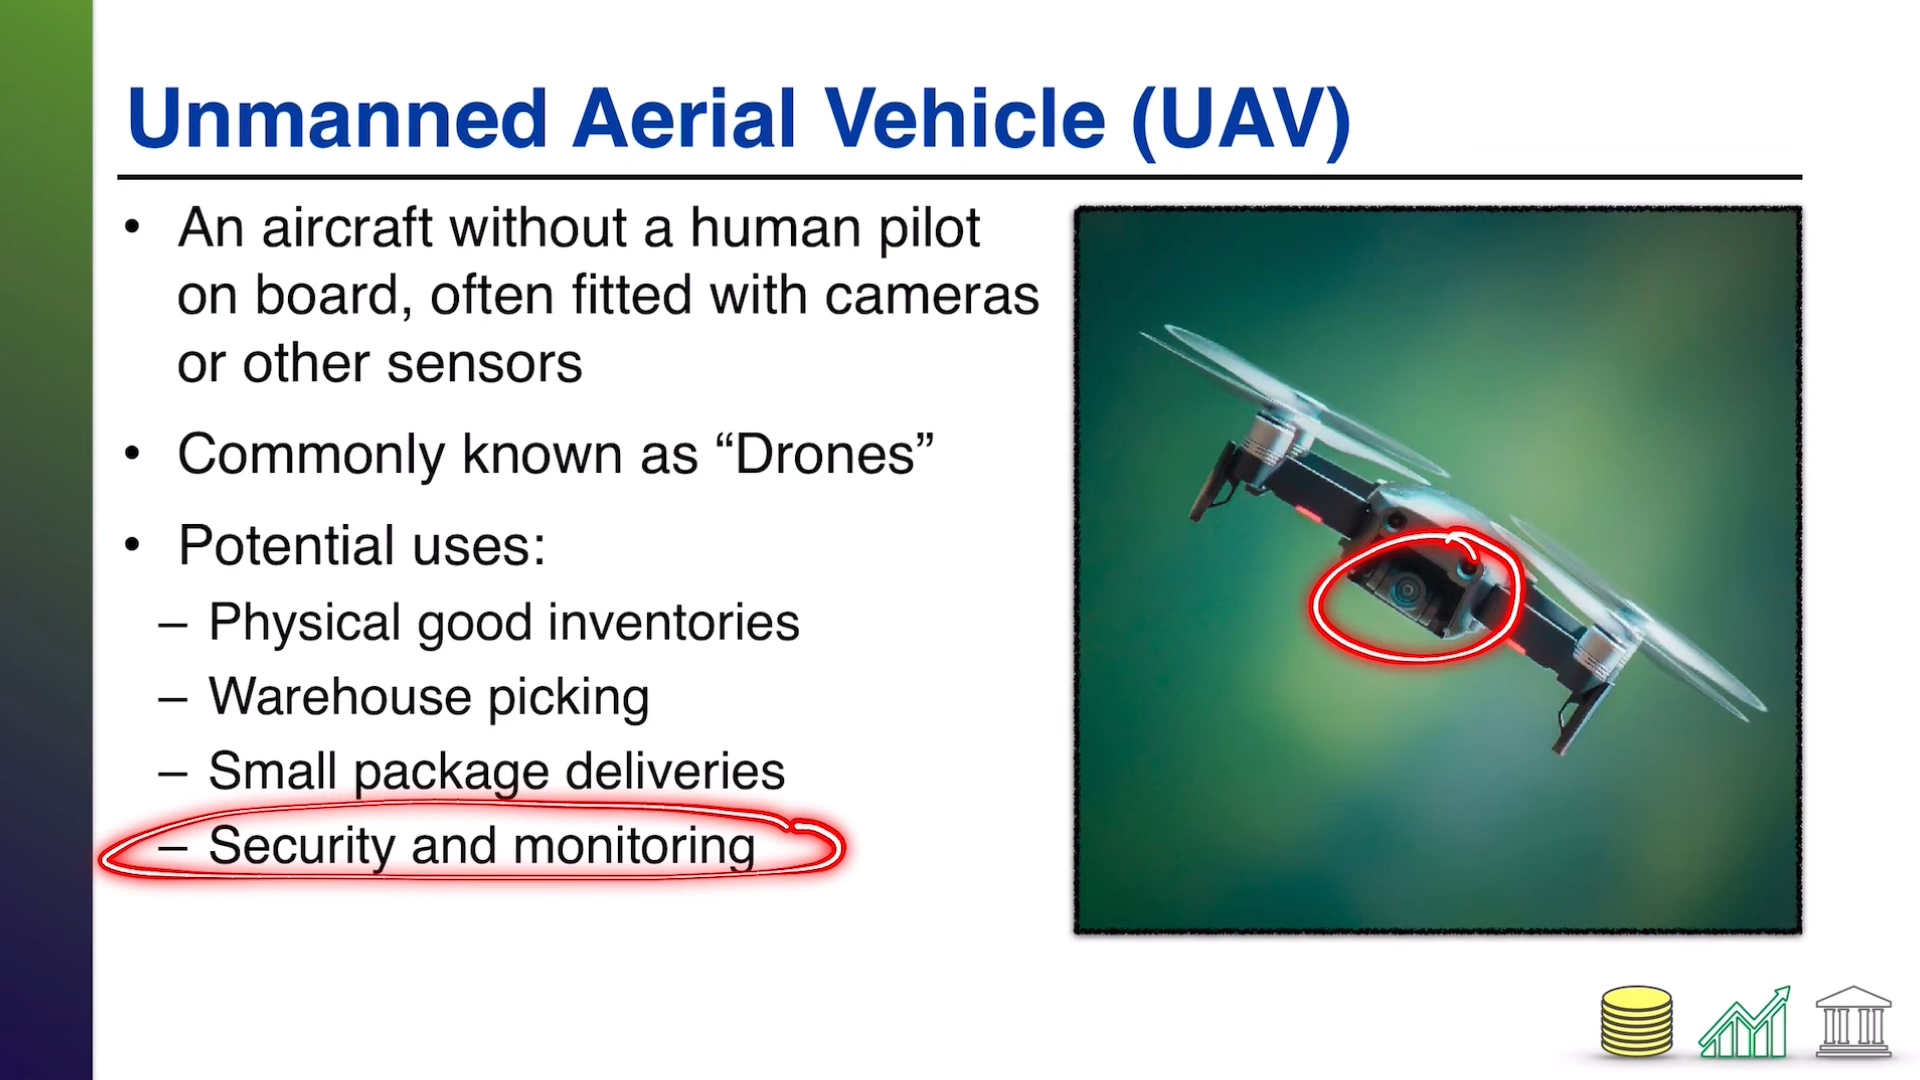 Unmanned Aerial Vehicle (UAV)
• An aircraft without a human pilot
on board, often fitted with cameras
or other sensors
• Commonly known as “Drones”
• Potential uses:
– Physical good inventories
– Warehouse picking
– Small package deliveries
– Security and monitoring